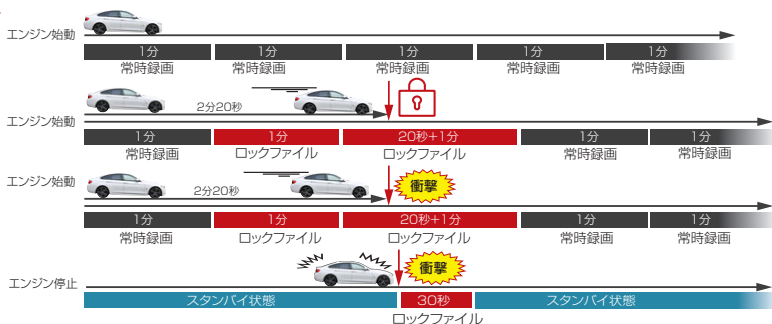 エンジン始動
1分 1分 1分 1分 1分
常時録画 常時録画 常時録画 常時録画 常時録画
2分20秒
エンジン始動
1分 1分 20秒+1分 1分 1分
常時録画 ロックファイル ロックファイル 常時録画 常時録画
エンジン始動
2分20秒 衝撃
1分 1分 20秒+1分 1分 1分
常時録画 ロックファイル ロックファイル 常時録画 常時録画
衝撃
エンジン停止
スタンバイ状態 30秒 スタンバイ状態
ロックファイル